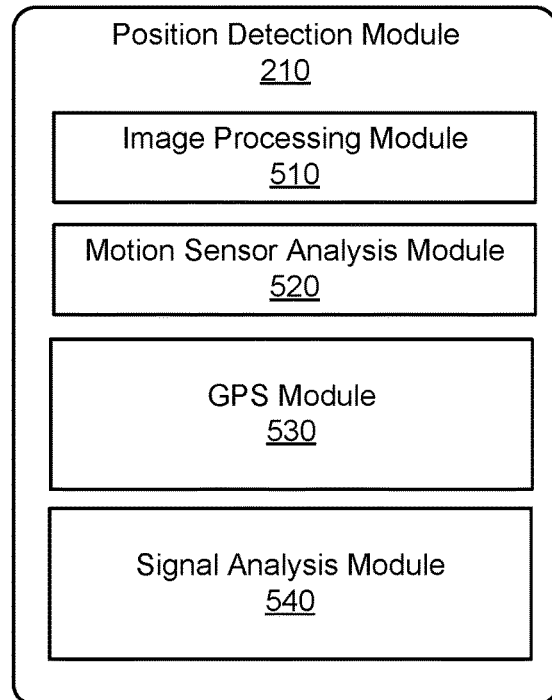 Position Detection Module
210
Image Processing Module
510
Motion Sensor Analysis Module
520
GPS Module
530
Signal Analysis Module
540